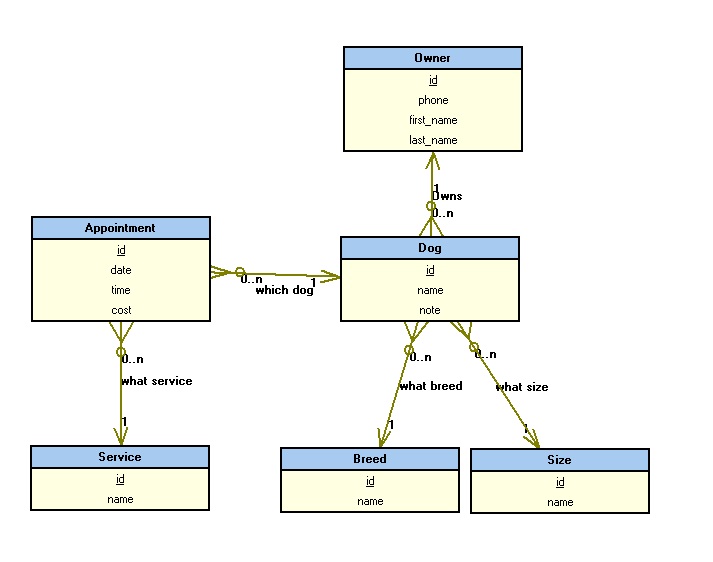 Owner
id
phone
first_name
last_name
1
Owns
0..n
Appointment
id
date
time
cost
0..n
which dog
1
Dog
id
name
note
0..n
what service
1
0..n
what breed
1
0..n
what size
1
Service
id
name
Breed
id
name
Size
id
name